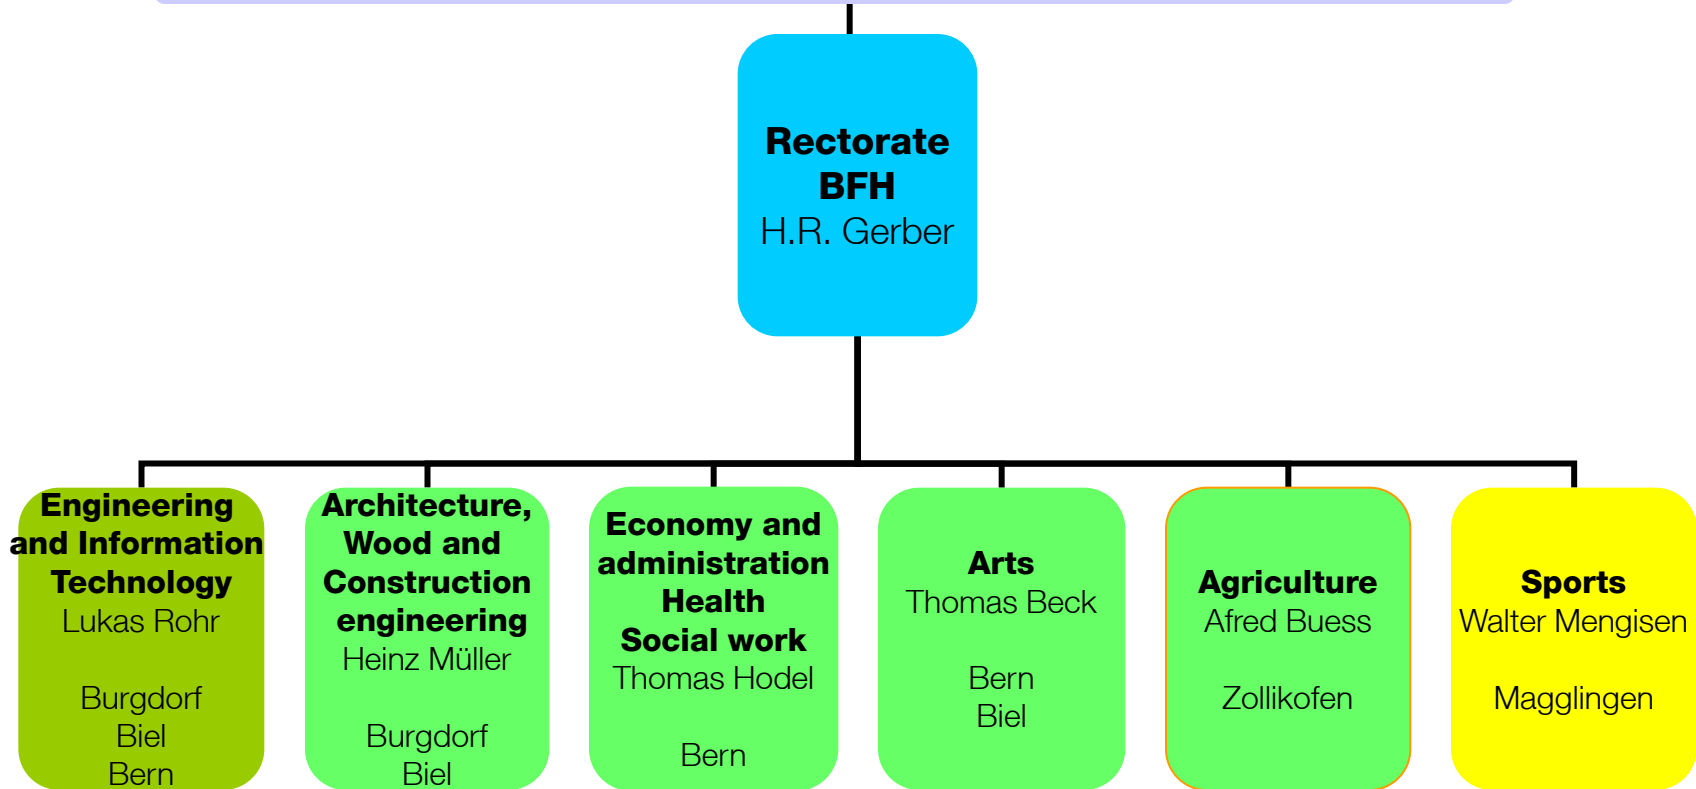 Rectorate
BFH
H.R. Gerber
Engineering
and Information
Technology
Lukas Rohr
Burgdorf
Biel
Bern
Architecture,
Wood and
Construction
engineering
Heinz Müller
Burgdorf
Biel
Economy and
administration
Health
Social work
Thomas Hodel
Bern
Arts
Thomas Beck
Bern
Biel
Agriculture
Afred Buess
Zollikofen
Sports
Walter Mengisen
Magglingen